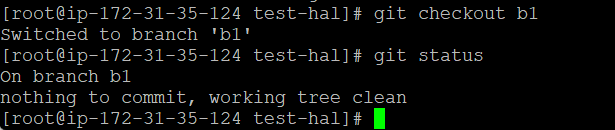 [root@ip-172-31-35-124 test-hal]# git checkout b1
Switched to branch 'b1'
[root@ip-172-31-35-124 test-hal]# git status
On branch b1
nothing to commit, working tree clean
[root@ip-172-31-35-124 test-hal]#